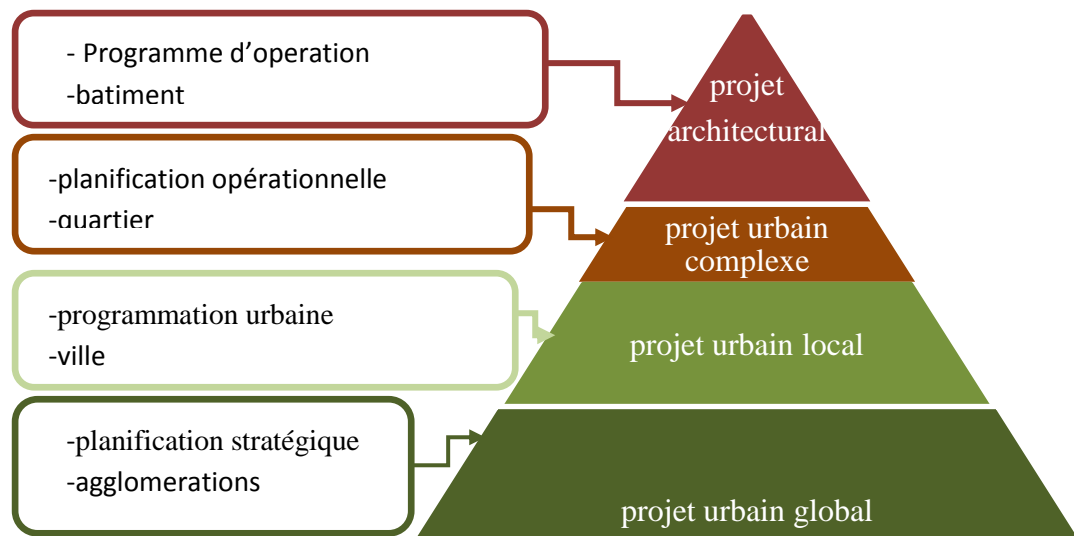 - Programme d’operation
-batiment
projet
architectural
-planification opérationnelle
-quartier
projet urbain
complexe
-programmation urbaine
-ville
projet urbain local
-planification stratégique
-agglomerations
projet urbain global